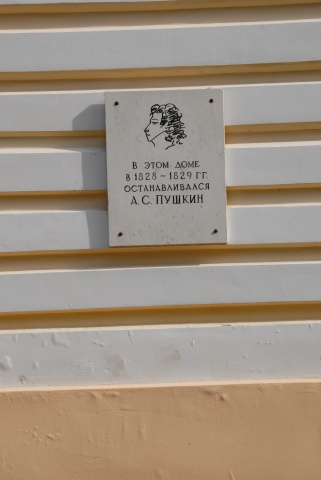 В ЭТОМ ДОМЕ
В 1828 ~ 1829 ГГ.
ОСТАНАВЛИВАЛСЯ
А.С. ПУШКИН